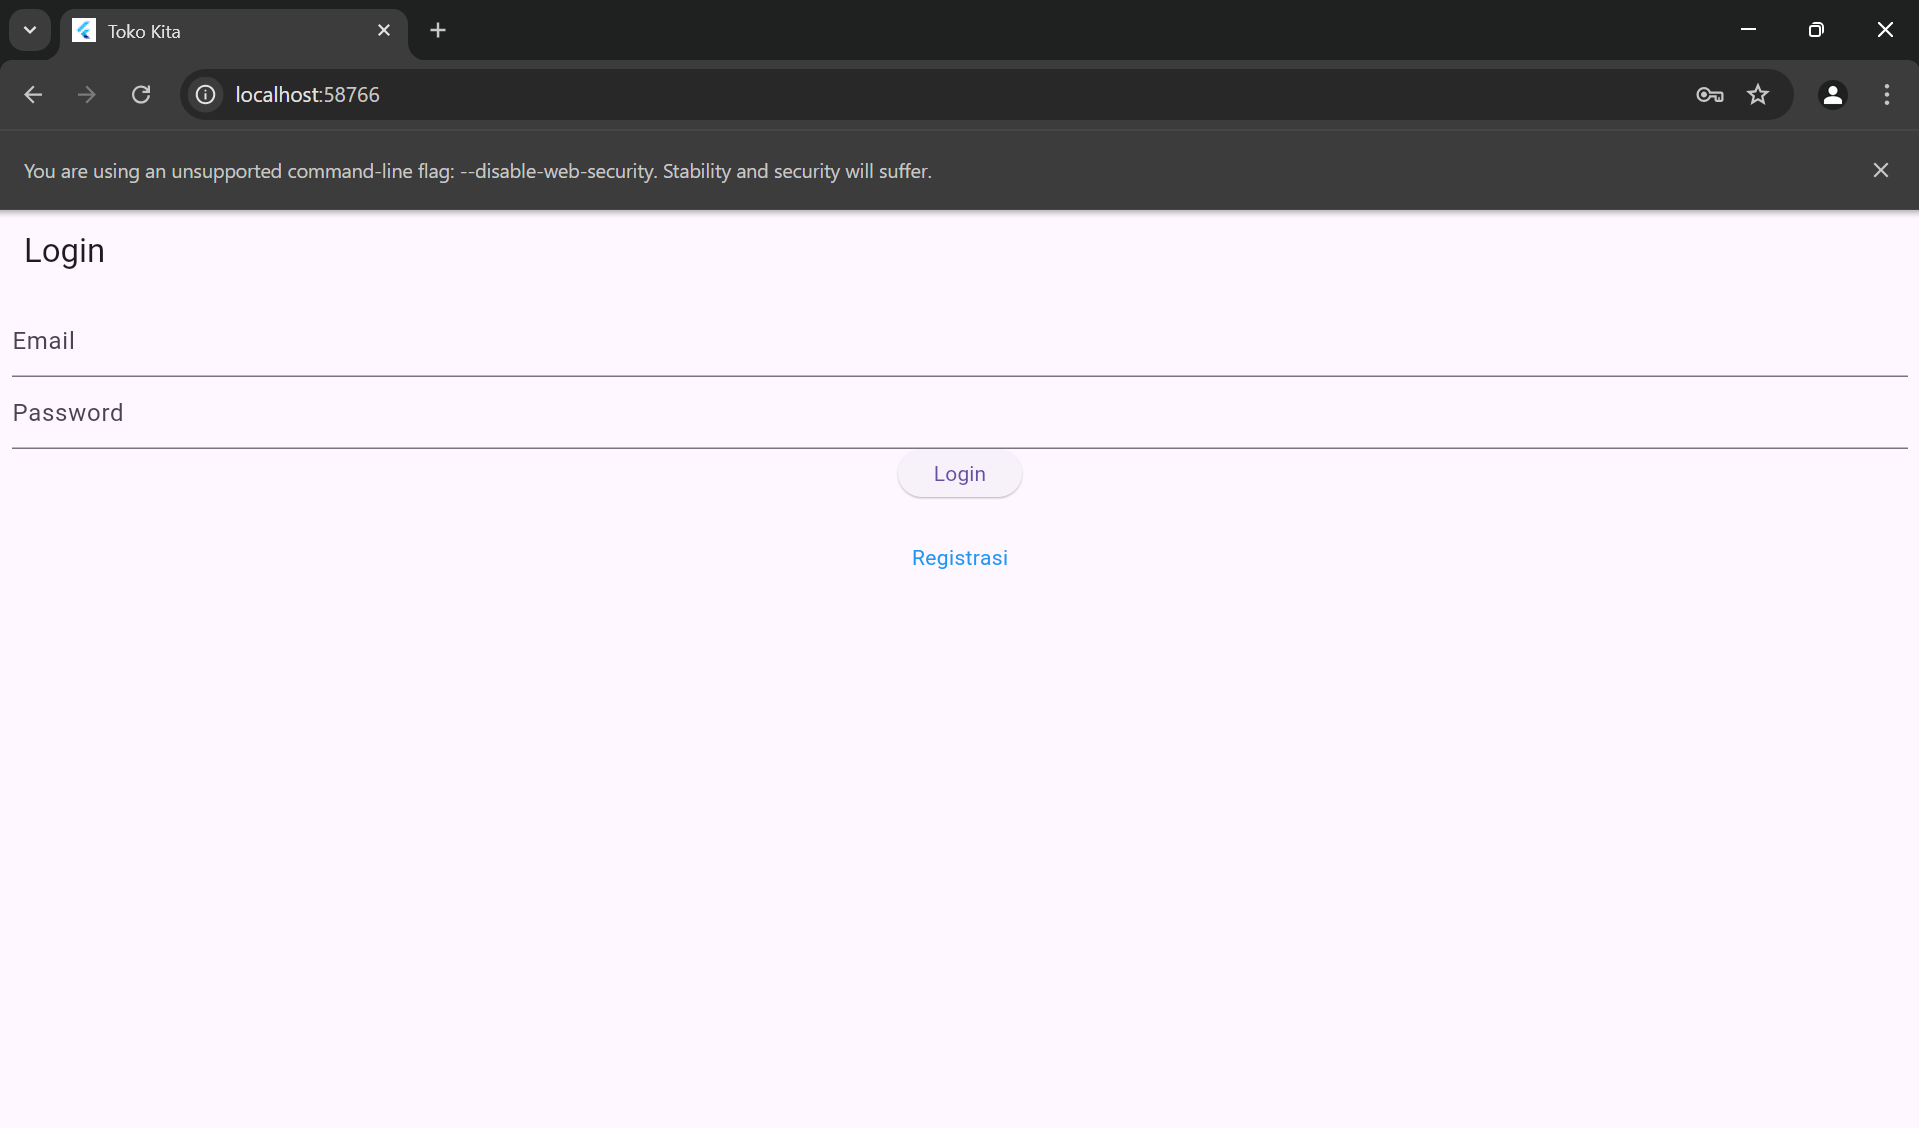 Toko Kita
localhost:58766
You are using an unsupported command-line flag: --disable-web-security. Stability and security will suffer.
Login
Email
Password
Login
Registrasi